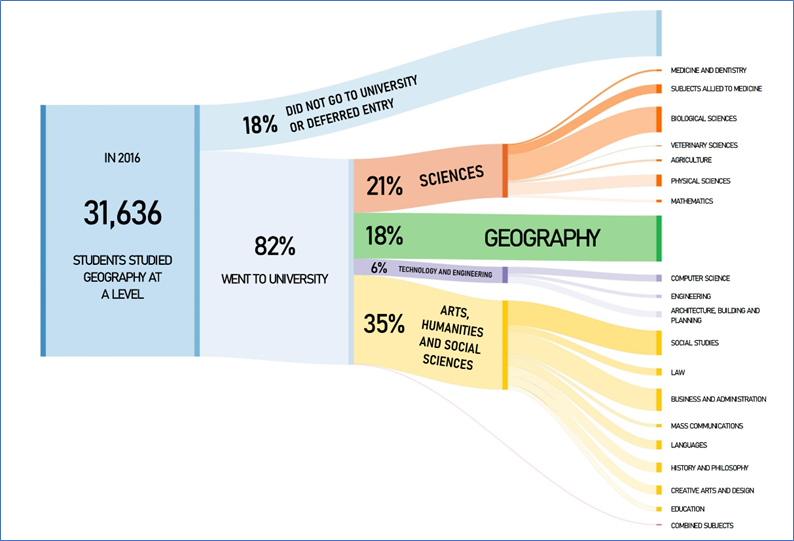 IN 2016
31,636
STUDENTS STUDIED
GEOGRAPHY AT
A LEVEL
18% DID NOT GO TO UNIVERSITY
OR DEFERRED ENTRY
82%
WENT TO UNIVERSITY
21% SCIENCES
18% GEOGRAPHY
6% TECHNOLOGY AND ENGINEERING
35% ARTS,
HUMANITIES
AND SOCIAL
SCIENCES
MEDICINE AND DENTISTRY
SUBJECTS ALLIED TO MEDICINE
BIOLOGICAL SCIENCES
VETERINARY SCIENCES
AGRICULTURE
PHYSICAL SCIENCES
MATHEMATICS
COMPUTER SCIENCE
ENGINEERING
ARCHITECTURE, BUILDING AND
PLANNING
SOCIAL STUDIES
LAW
BUSINESS AND ADMINISTRATION
MASS COMMUNICATIONS
LANGUAGES
HISTORY AND PHILOSOPHY
CREATIVE ARTS AND DESIGN
EDUCATION
COMBINED SUBJECTS